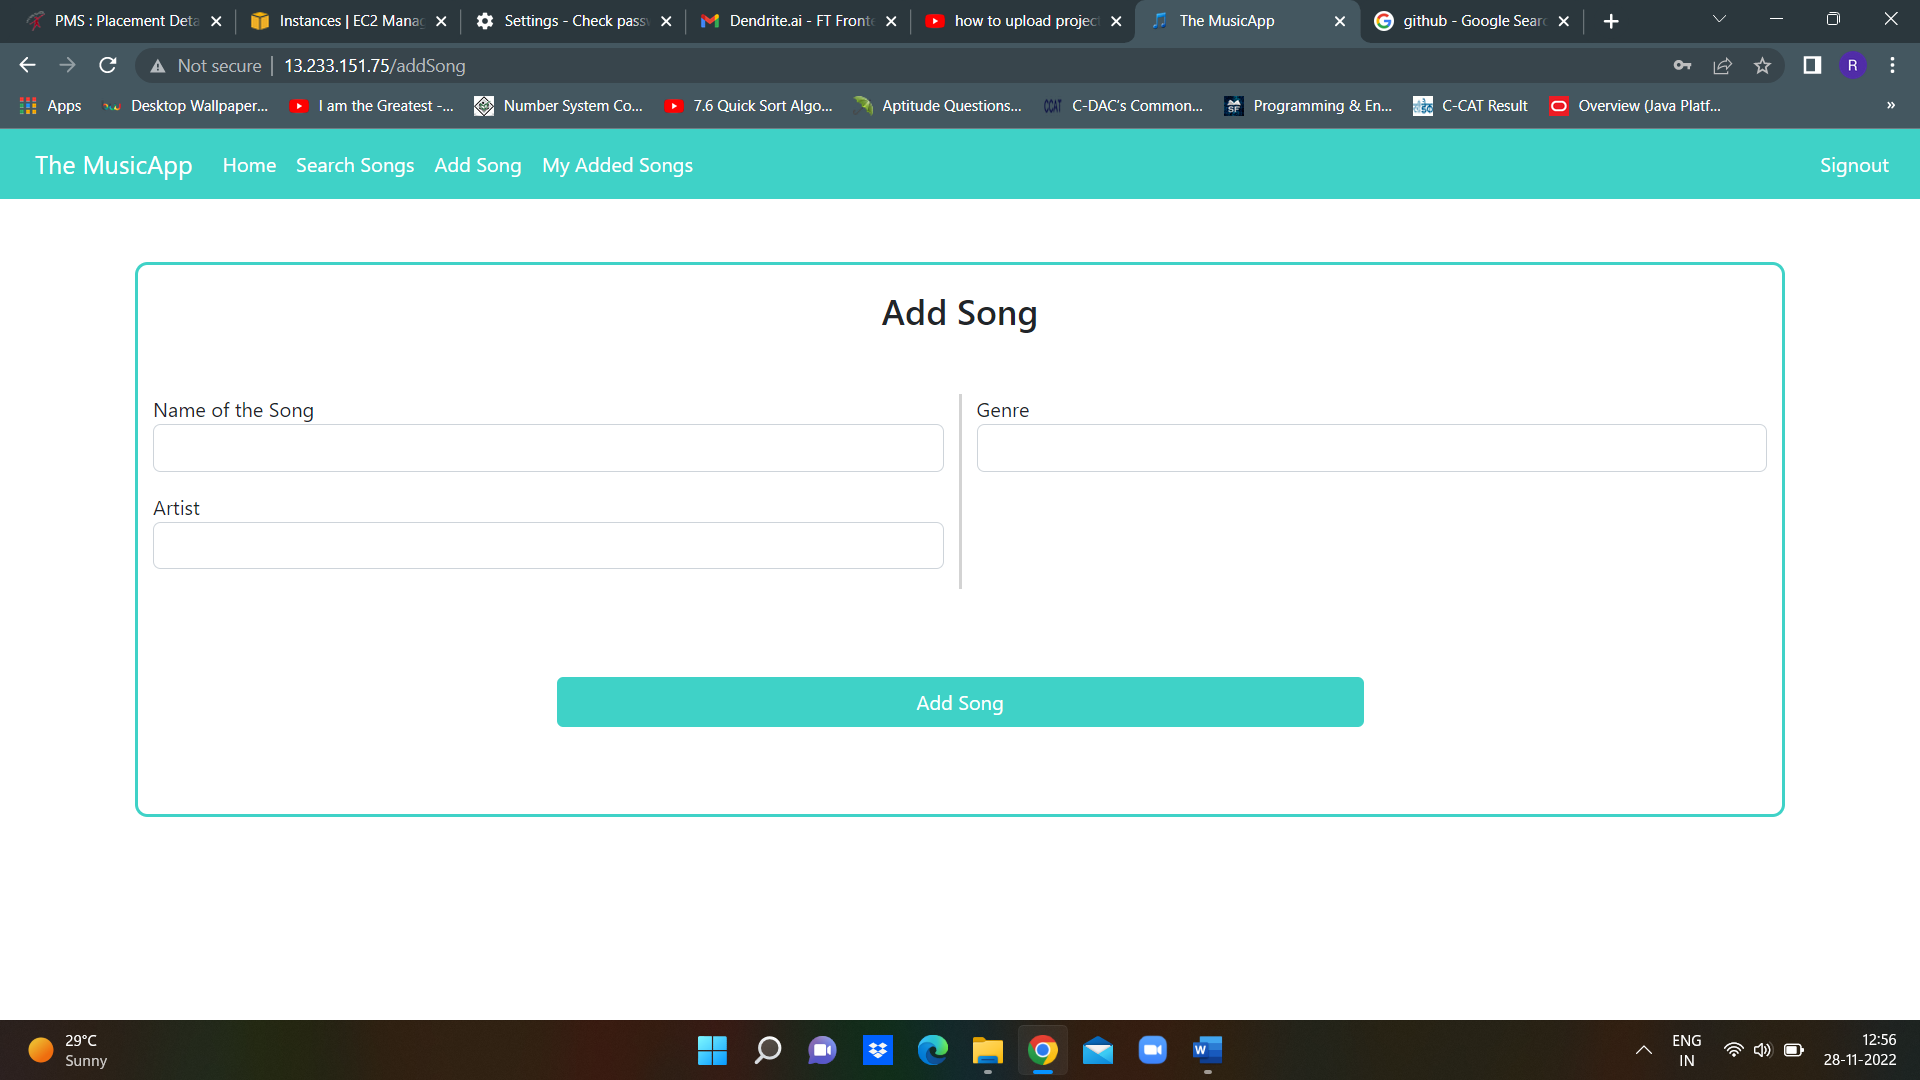 PMS : Placement Deta
Instances | EC2 Manag
Settings - Check passw
Dendrite.ai - FT Fronte
how to upload project
The MusicApp
github - Google Searc
Not secure
13.233.151.75/addSong
R
Apps
Desktop Wallpaper...
I am the Greatest -...
Number System Co...
7.6 Quick Sort Algo...
Aptitude Questions...
CCAT
C-DAC's Common...
SF
Programming & En...
C-CAT Result
Overview (Java Platf...
»
The MusicApp
Home
Search Songs
Add Song
My Added Songs
Signout
Add Song
Name of the Song
Genre
Artist
Add Song
29°C
Sunny
W
ENG
IN
12:56
28-11-2022